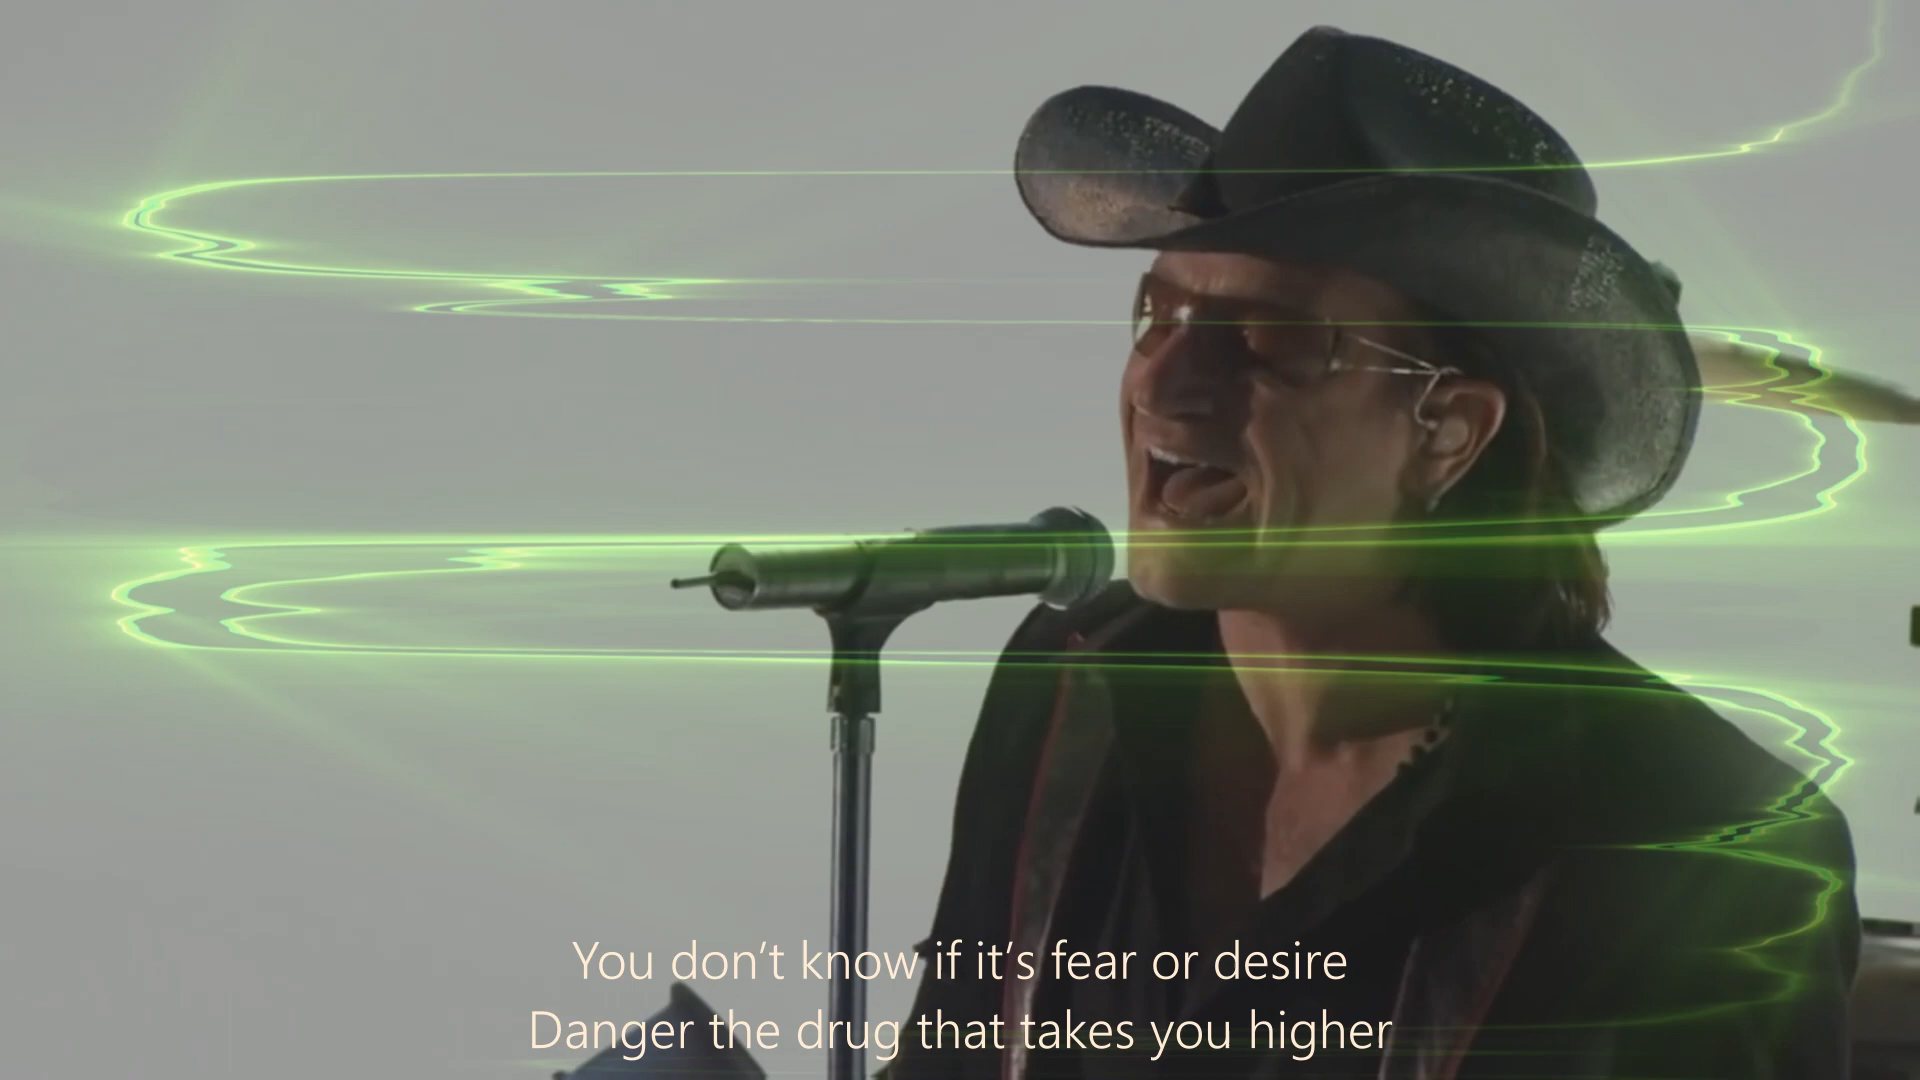 You don’t know if it’s fear or desire
Danger the drug that takes you higher